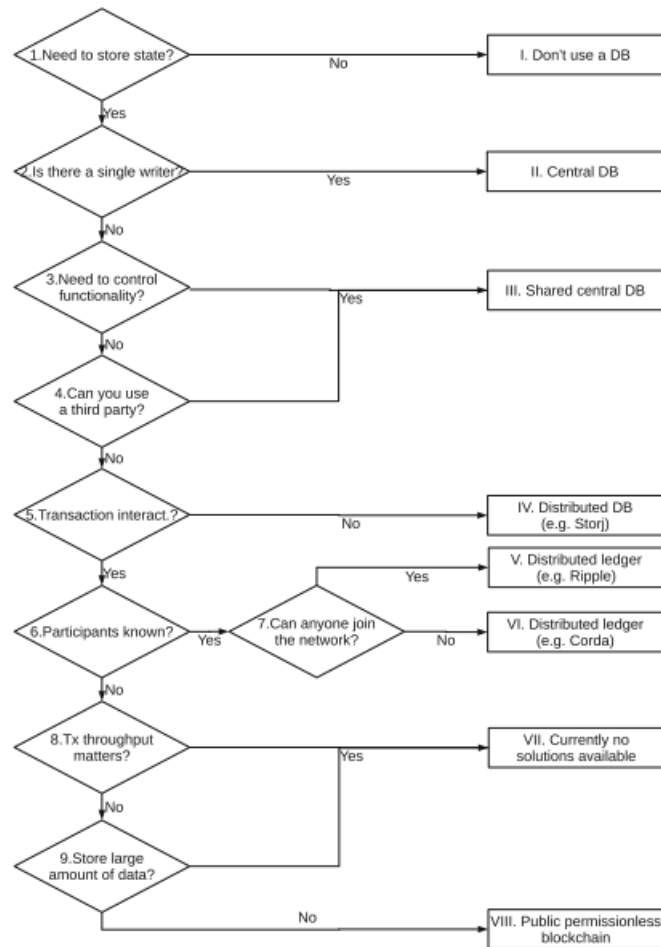 1.Need to store state?
No
I. Don't use a DB
Yes
2.Is there a single writer?
Yes
II. Central DB
No
3.Need to control
functionality?
Yes
III. Shared central DB
No
4.Can you use
a third party?
No
5.Transaction interact.?
No
IV. Distributed DB
(e.g. Storj)
Yes
V. Distributed ledger
(e.g. Ripple)
Yes
6.Participants known?
Yes
7.Can anyone join
the network?
No
VI. Distributed ledger
(e.g. Corda)
No
8.Tx throughput
matters?
Yes
VII. Currently no
solutions available
No
9.Store large
amount of data?
No
VIII. Public permissionless
blockchain